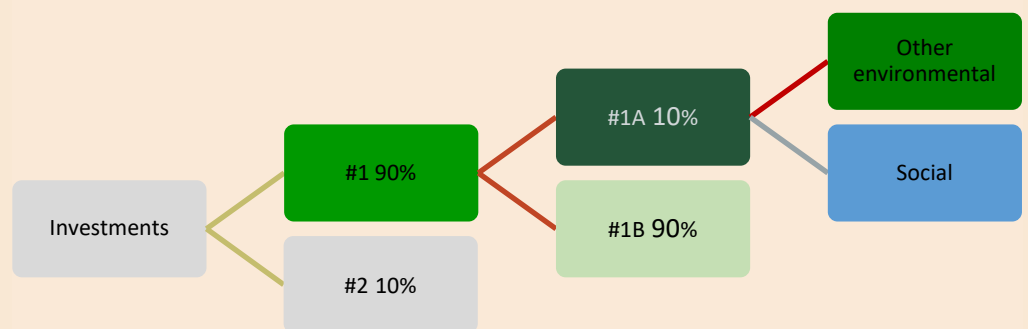 Other
environmental
#1A 10%
#1 90%
Social
Investments
#1B 90%
#2 10%